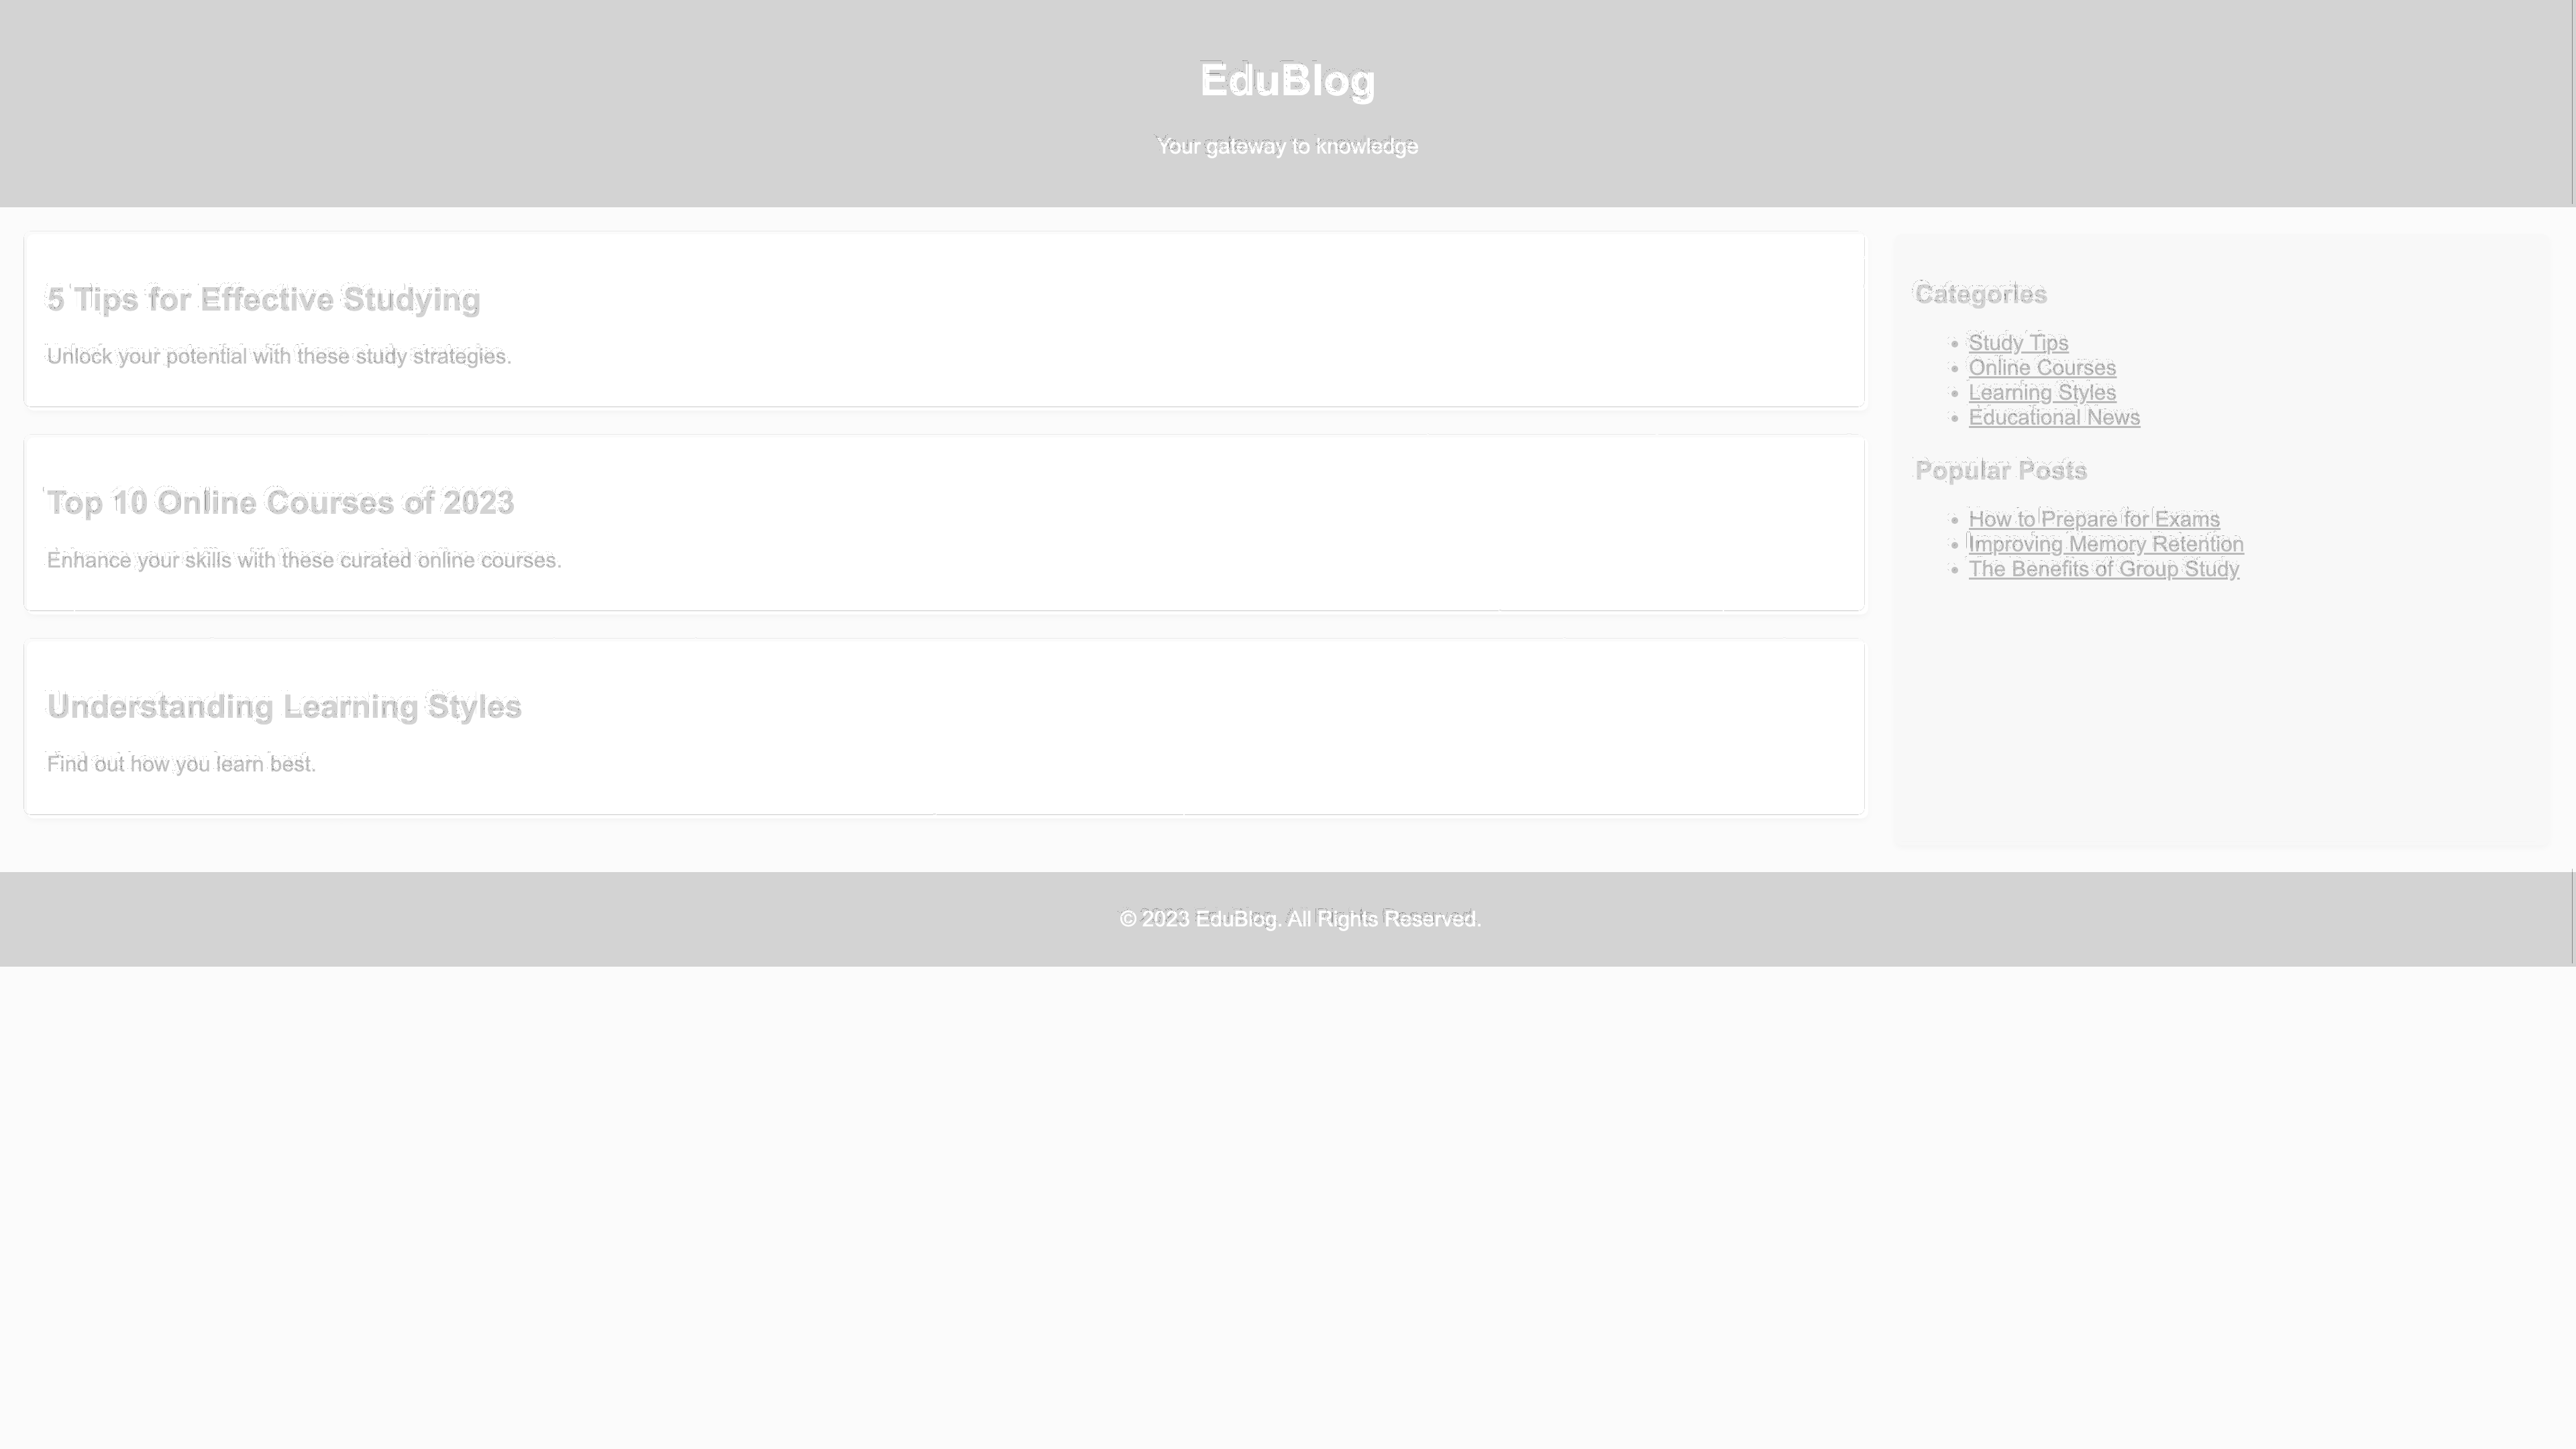 EduBlog
Your gateway to knowledge
5 Tips for Effective Studying
Unlock your potential with these study strategies.
Top 10 Online Courses of 2023
Enhance your skills with these curated online courses.
Understanding Learning Styles
Find out how you learn best.
Categories
Study Tips
Online Courses
Learning Styles
Educational News
Popular Posts
How to Prepare for Exams
Improving Memory Retention
The Benefits of Group Study
© 2023 EduBlog. All Rights Reserved.